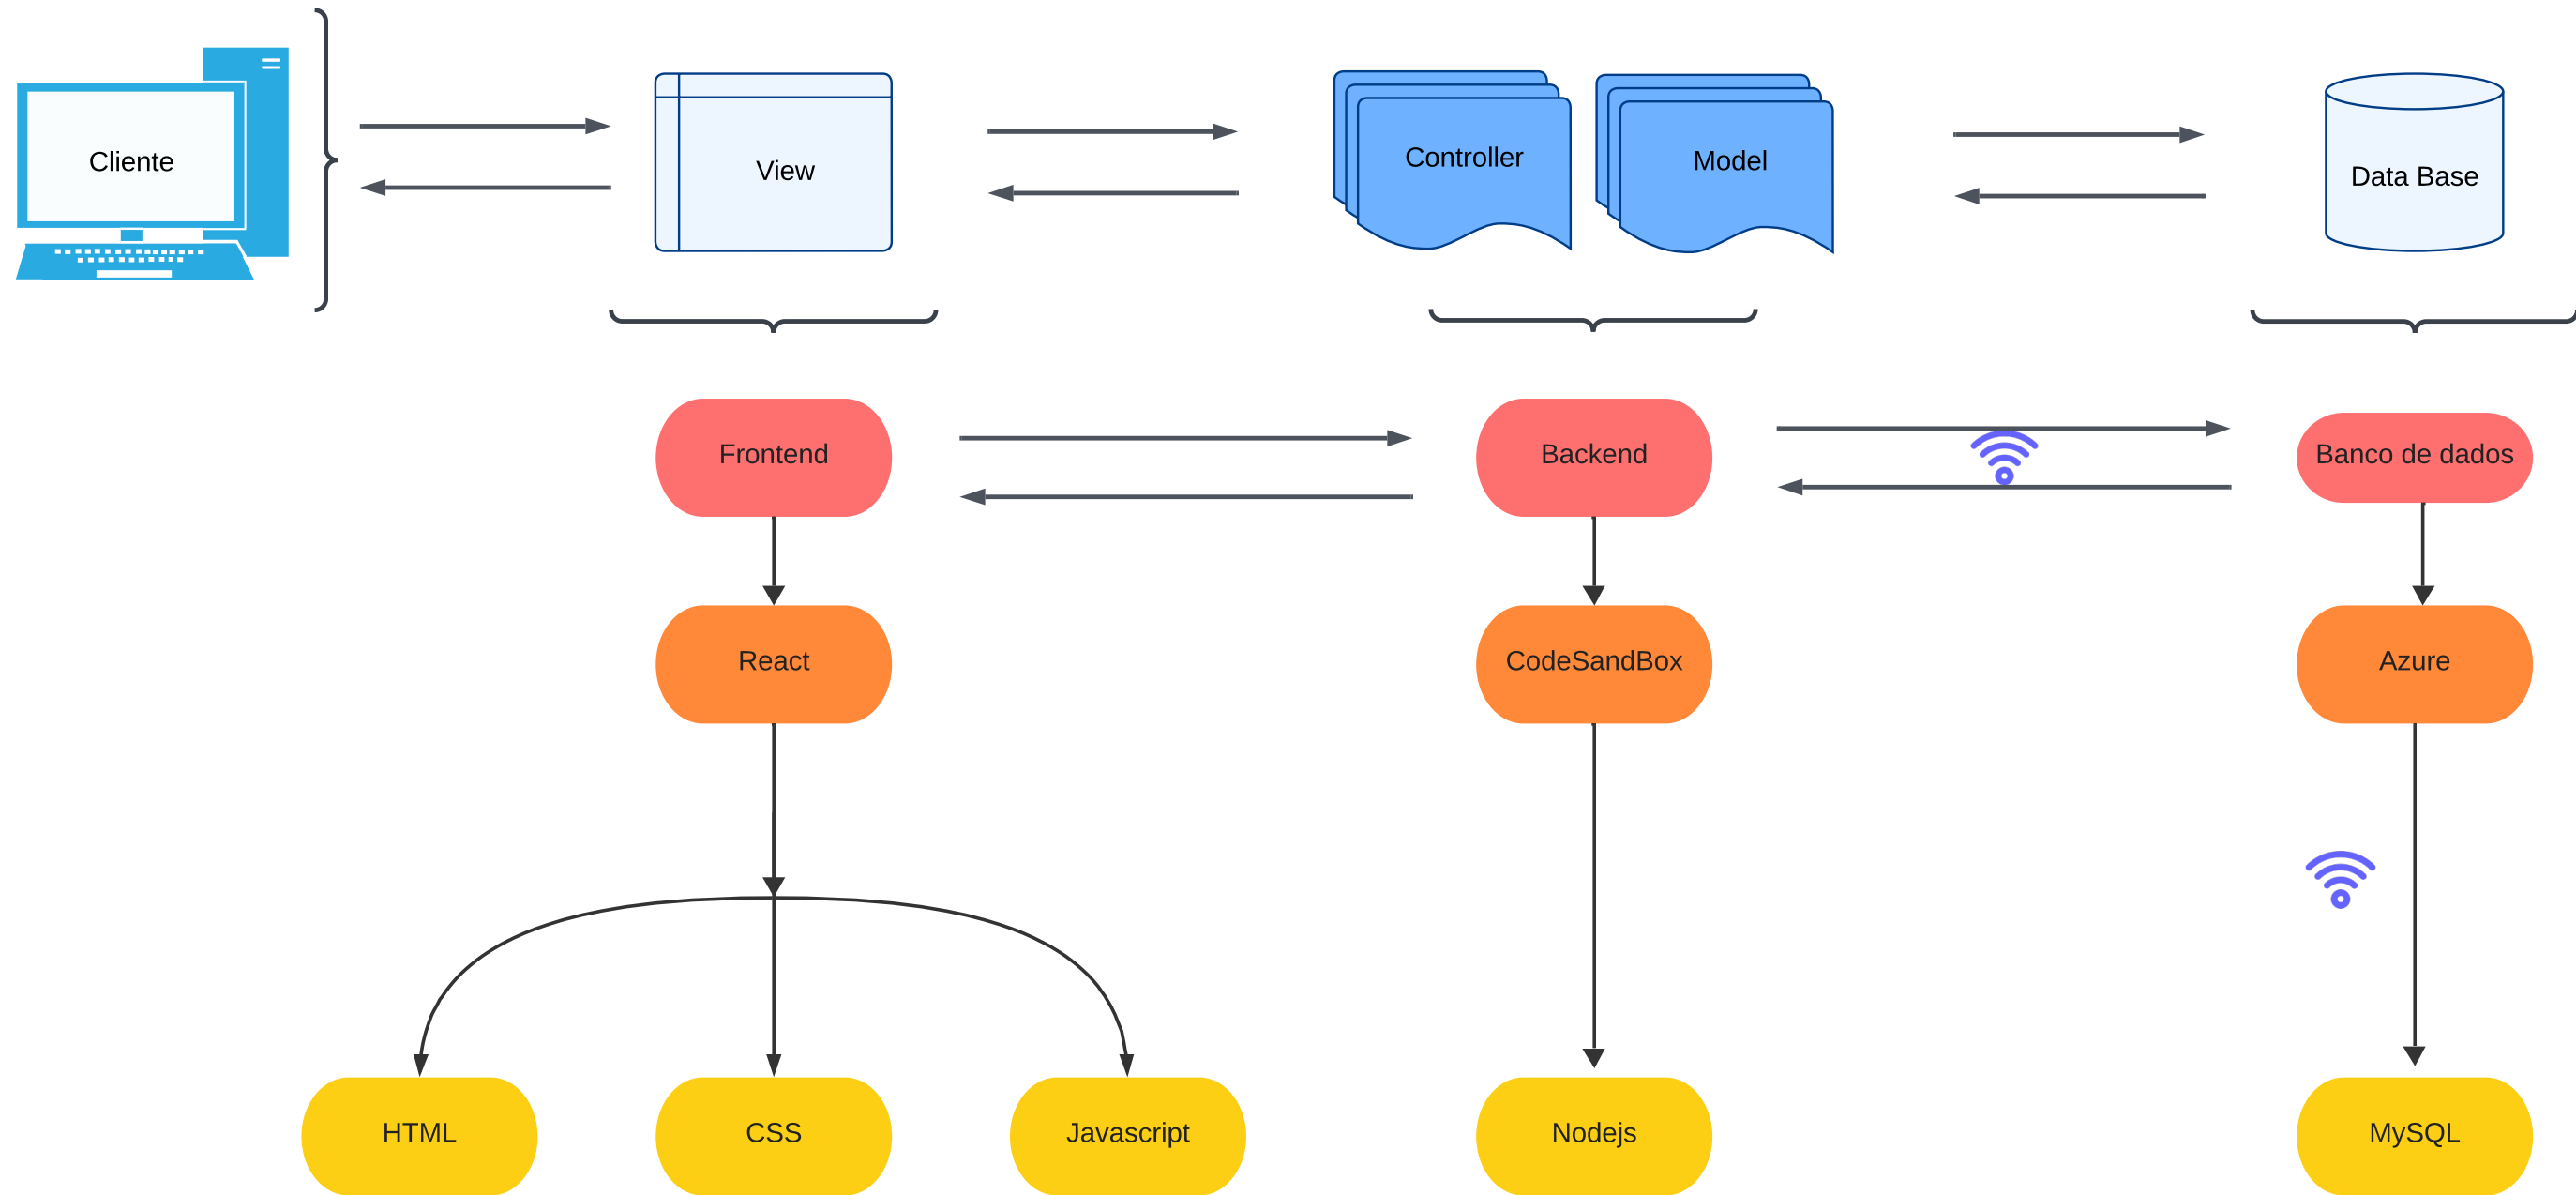 Cliente
View
Controller
Model
Data Base
Frontend
Backend
Banco de dados
React
CodeSandBox
Azure
HTML
CSS
Javascript
Nodejs
MySQL